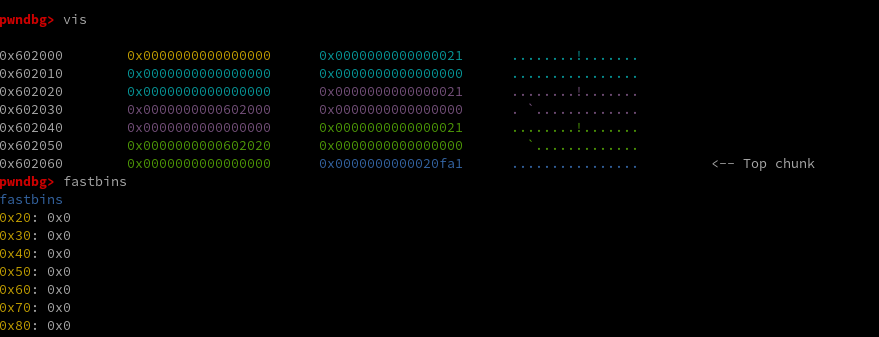 pwndbg> vis
0x602000 0x0000000000000000 0x0000000000000021 ........!.......
0x602010 0x0000000000000000 0x0000000000000000 ................
0x602020 0x0000000000000000 0x0000000000000021 ........!.......
0x602030 0x0000000000602000 0x0000000000000000 . `.............
0x602040 0x0000000000000000 0x0000000000000021 ........!.......
0x602050 0x0000000000602020 0x0000000000000000   `.............
0x602060 0x0000000000000000 0x0000000000020fa1 ................ <-- Top chunk
pwndbg> fastbins
fastbins
0x20: 0x0
0x30: 0x0
0x40: 0x0
0x50: 0x0
0x60: 0x0
0x70: 0x0
0x80: 0x0